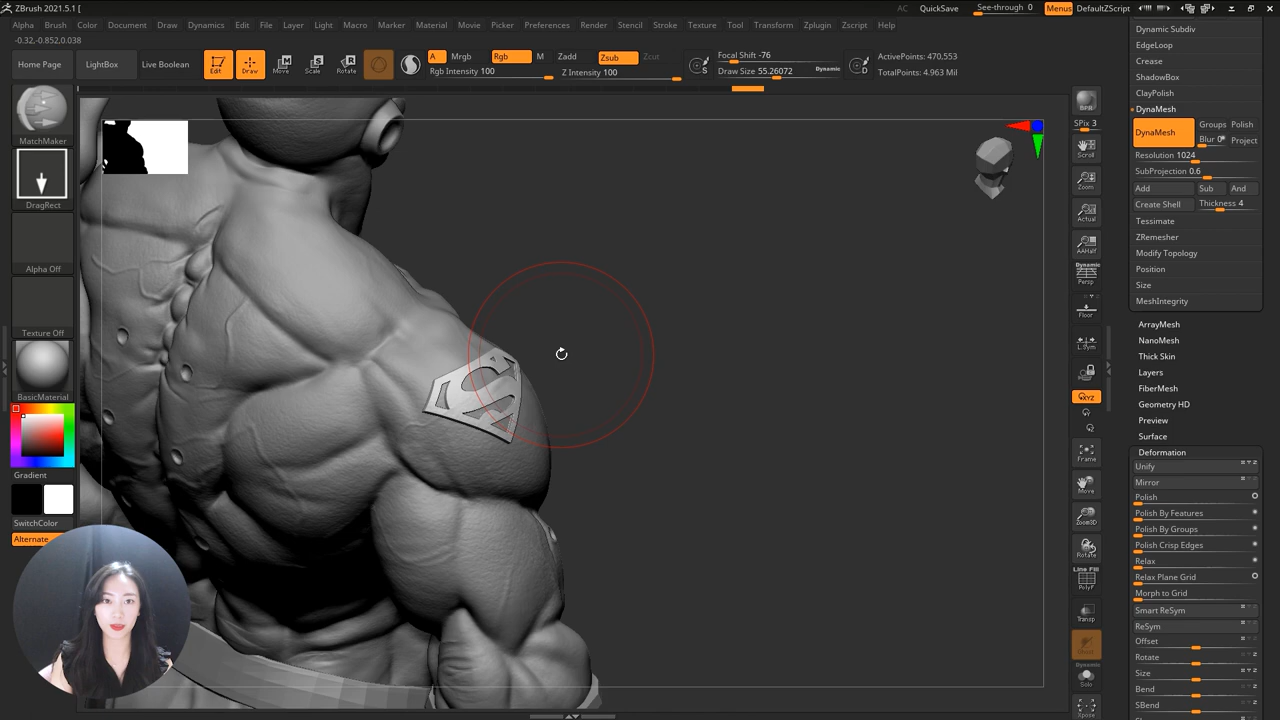 ZBrush 2021.5.1 [
AC QuickSave See-through 0 Menus DefaultZScript
Alpha Brush Color Document Draw Dynamics Edit File Layer Light Macro Marker Material Movie Picker Preferences Render Stencil Stroke Texture Tool Transform Zplugin Zscript Help
-0.32,-0.852,0.038
Home Page LightBox Live Boolean Edit Draw Move Scale Rotate
A Mrgb Rgb M Zadd Zsub Zcut
Rgb Intensity 100 Z Intensity 100
S Focal Shift -76
Draw Size 55.26072 Dynamic
D ActivePoints: 470,553
TotalPoints: 4.963 Mil
MatchMaker
DragRect
Alpha Off
Texture Off
BasicMaterial
Gradient
SwitchColor
Alternate
S
BPR
SPix 3
Scroll
Zoom
Actual
AAHalf
Dynamic
Persp
Floor
L.Sym
XYZ
Frame
Move
Zoom3D
Rotate
Line Fill
PolyF
Transp
Ghost
Dynamic
Solo
Xpose
Dynamic Subdiv
EdgeLoop
Crease
ShadowBox
ClayPolish
DynaMesh
DynaMesh Groups Polish
Blur 0 Project
Resolution 1024
SubProjection 0.6
Add Sub And
Create Shell Thickness 4
Tessimate
ZRemesher
Modify Topology
Position
Size
MeshIntegrity
ArrayMesh
NanoMesh
Thick Skin
Layers
FiberMesh
Geometry HD
Preview
Surface
Deformation
Unify
Mirror
Polish
Polish By Features
Polish By Groups
Polish Crisp Edges
Relax
Relax Plane Grid
Morph to Grid
Smart ReSym
ReSym
Offset
Rotate
Size
Bend
SBend